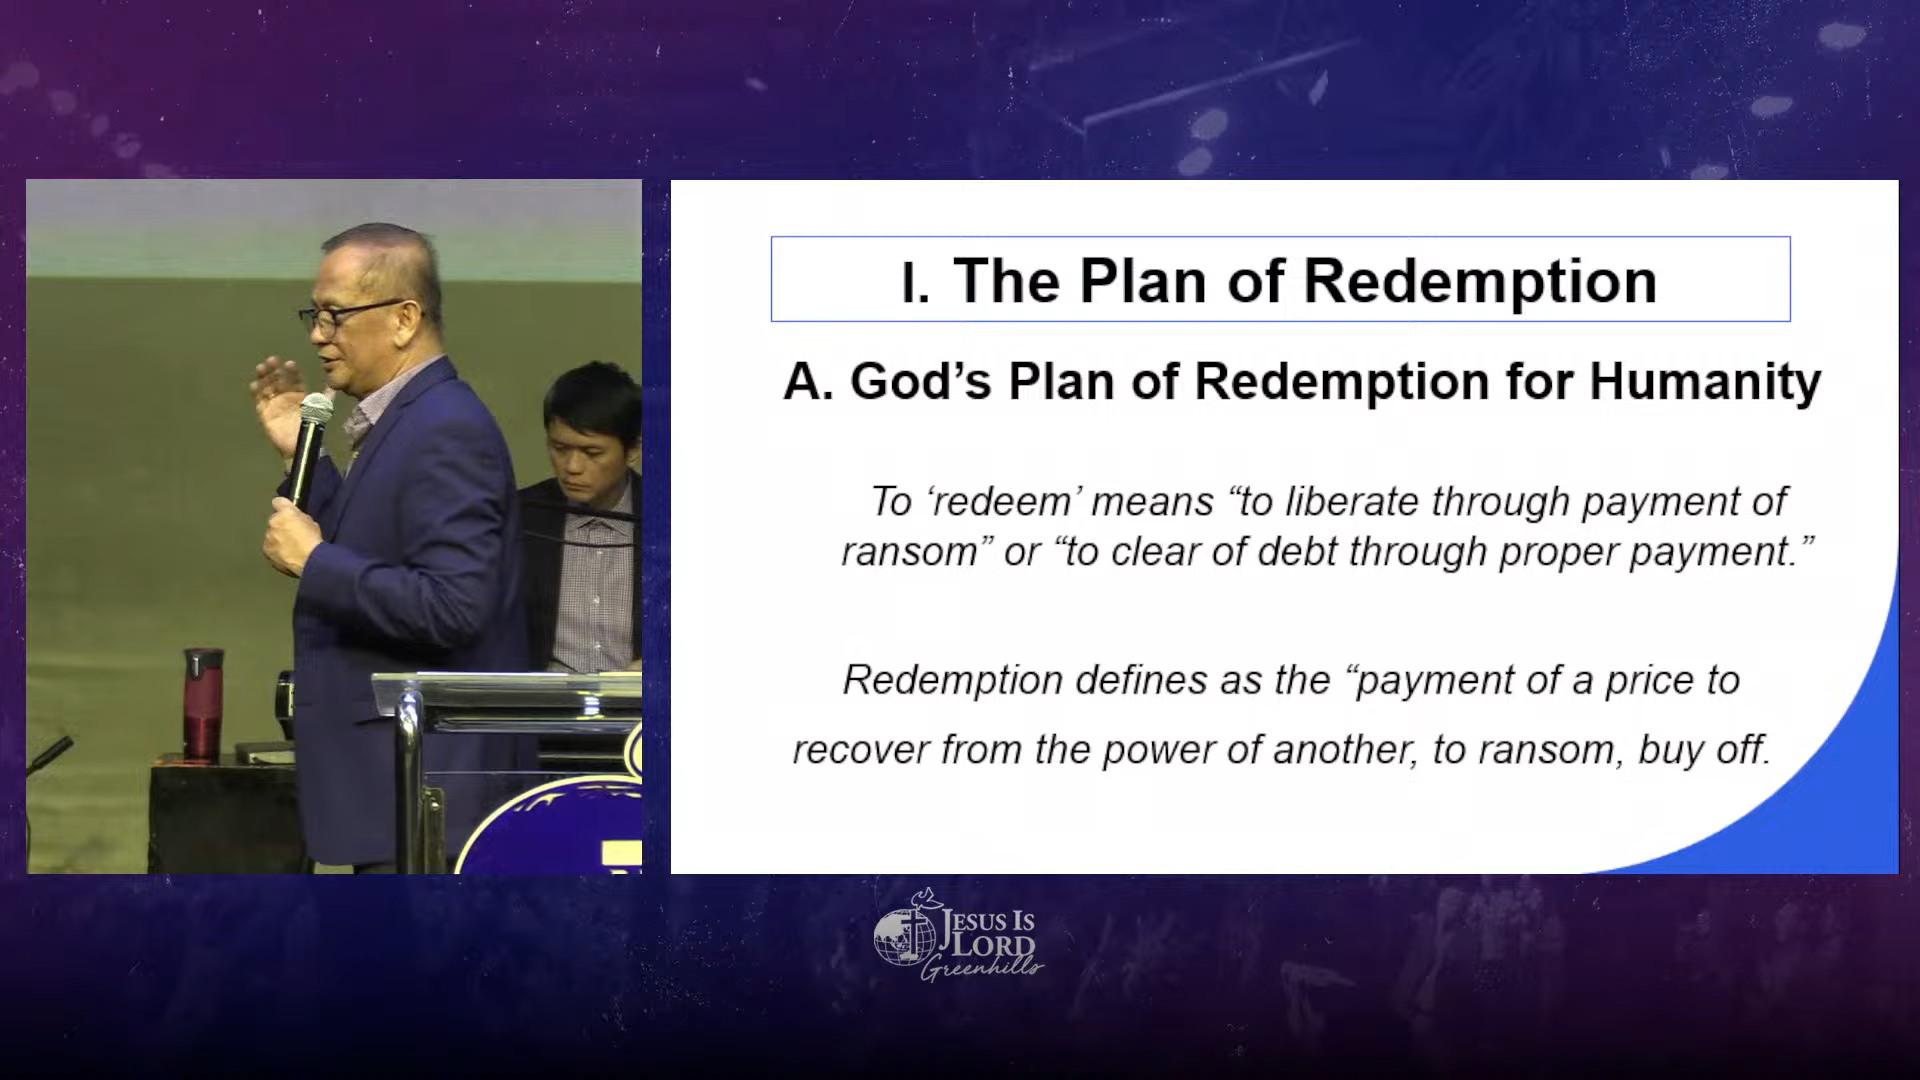 I. The Plan of Redemption
A. God’s Plan of Redemption for Humanity
To ‘redeem’ means “to liberate through payment of
ransom” or “to clear of debt through proper payment.”
Redemption defines as the “payment of a price to
recover from the power of another, to ransom, buy off.
JESUS IS
LORD
Greenhills